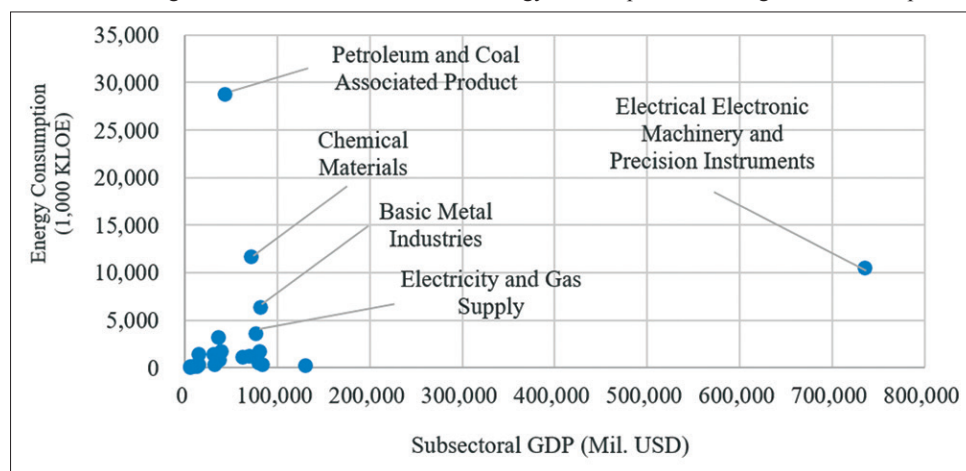 35,000
30,000
25,000
20,000
15,000
10,000
5,000
0
Energy Consumption
(1,000 KLOE)
Petroleum and Coal
Associated Product
Chemical
Materials
Basic Metal
Industries
Electricity and Gas
Supply
Electrical Electronic
Machinery and
Precision Instruments
0 100,000 200,000 300,000 400,000 500,000 600,000 700,000 800,000
Subsectoral GDP (Mil. USD)